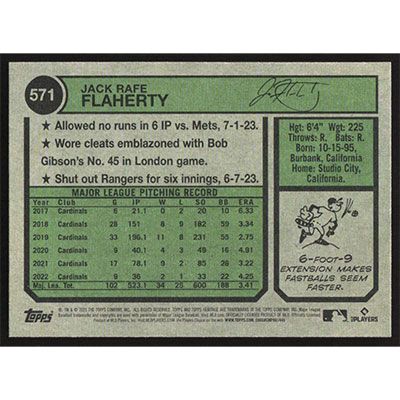 571
JACK RAFE
FLAHERTY
★ Allowed no runs in 6 IP vs. Mets, 7-1-23.
★ Wore cleats emblazoned with Bob
Gibson's No. 45 in London game.
★ Shut out Rangers for six innings, 6-7-23.
Hgt: 6'4" Wgt: 225
Throws: R. Bats: R.
Born: 10-15-95,
Burbank, California
Home: Studio City,
California.
MAJOR LEAGUE PITCHING RECORD
Year Club G IP W L SO BB ERA
2017 Cardinals 6 21.1 0 2 20 10 6.33
2018 Cardinals 28 151 8 9 182 59 3.34
2019 Cardinals 33 196.1 11 8 231 55 2.75
2020 Cardinals 9 40.1 4 3 49 16 4.91
2021 Cardinals 17 78.1 9 2 85 26 3.22
2022 Cardinals 9 36 2 1 33 22 4.25
Maj. Lea. Tot. 102 523.1 34 25 600 188 3.41
6-FOOT-9
EXTENSION MAKES
FASTBALLS SEEM
FASTER.
Topps
PLAYERS